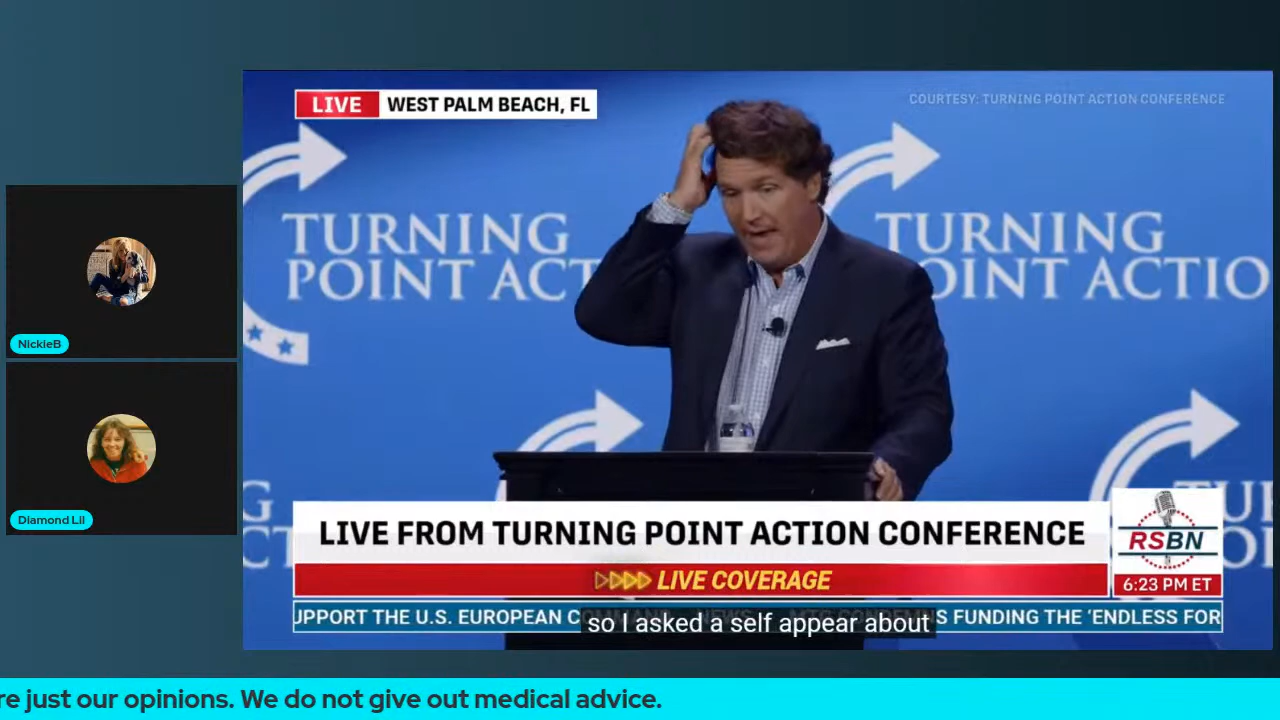 LIVE WEST PALM BEACH, FL
COURTESY: TURNING POINT ACTION CONFERENCE
TURNING
POINT ACT
TURNING
OINT ACTIO
NickieB
Diamond Lil
LIVE FROM TURNING POINT ACTION CONFERENCE
RSBN
LIVE COVERAGE
6:23 PM ET
UPPORT THE U.S. EUROPEAN C
S FUNDING THE 'ENDLESS FOR
so I asked a self appear about
re just our opinions. We do not give out medical advice.